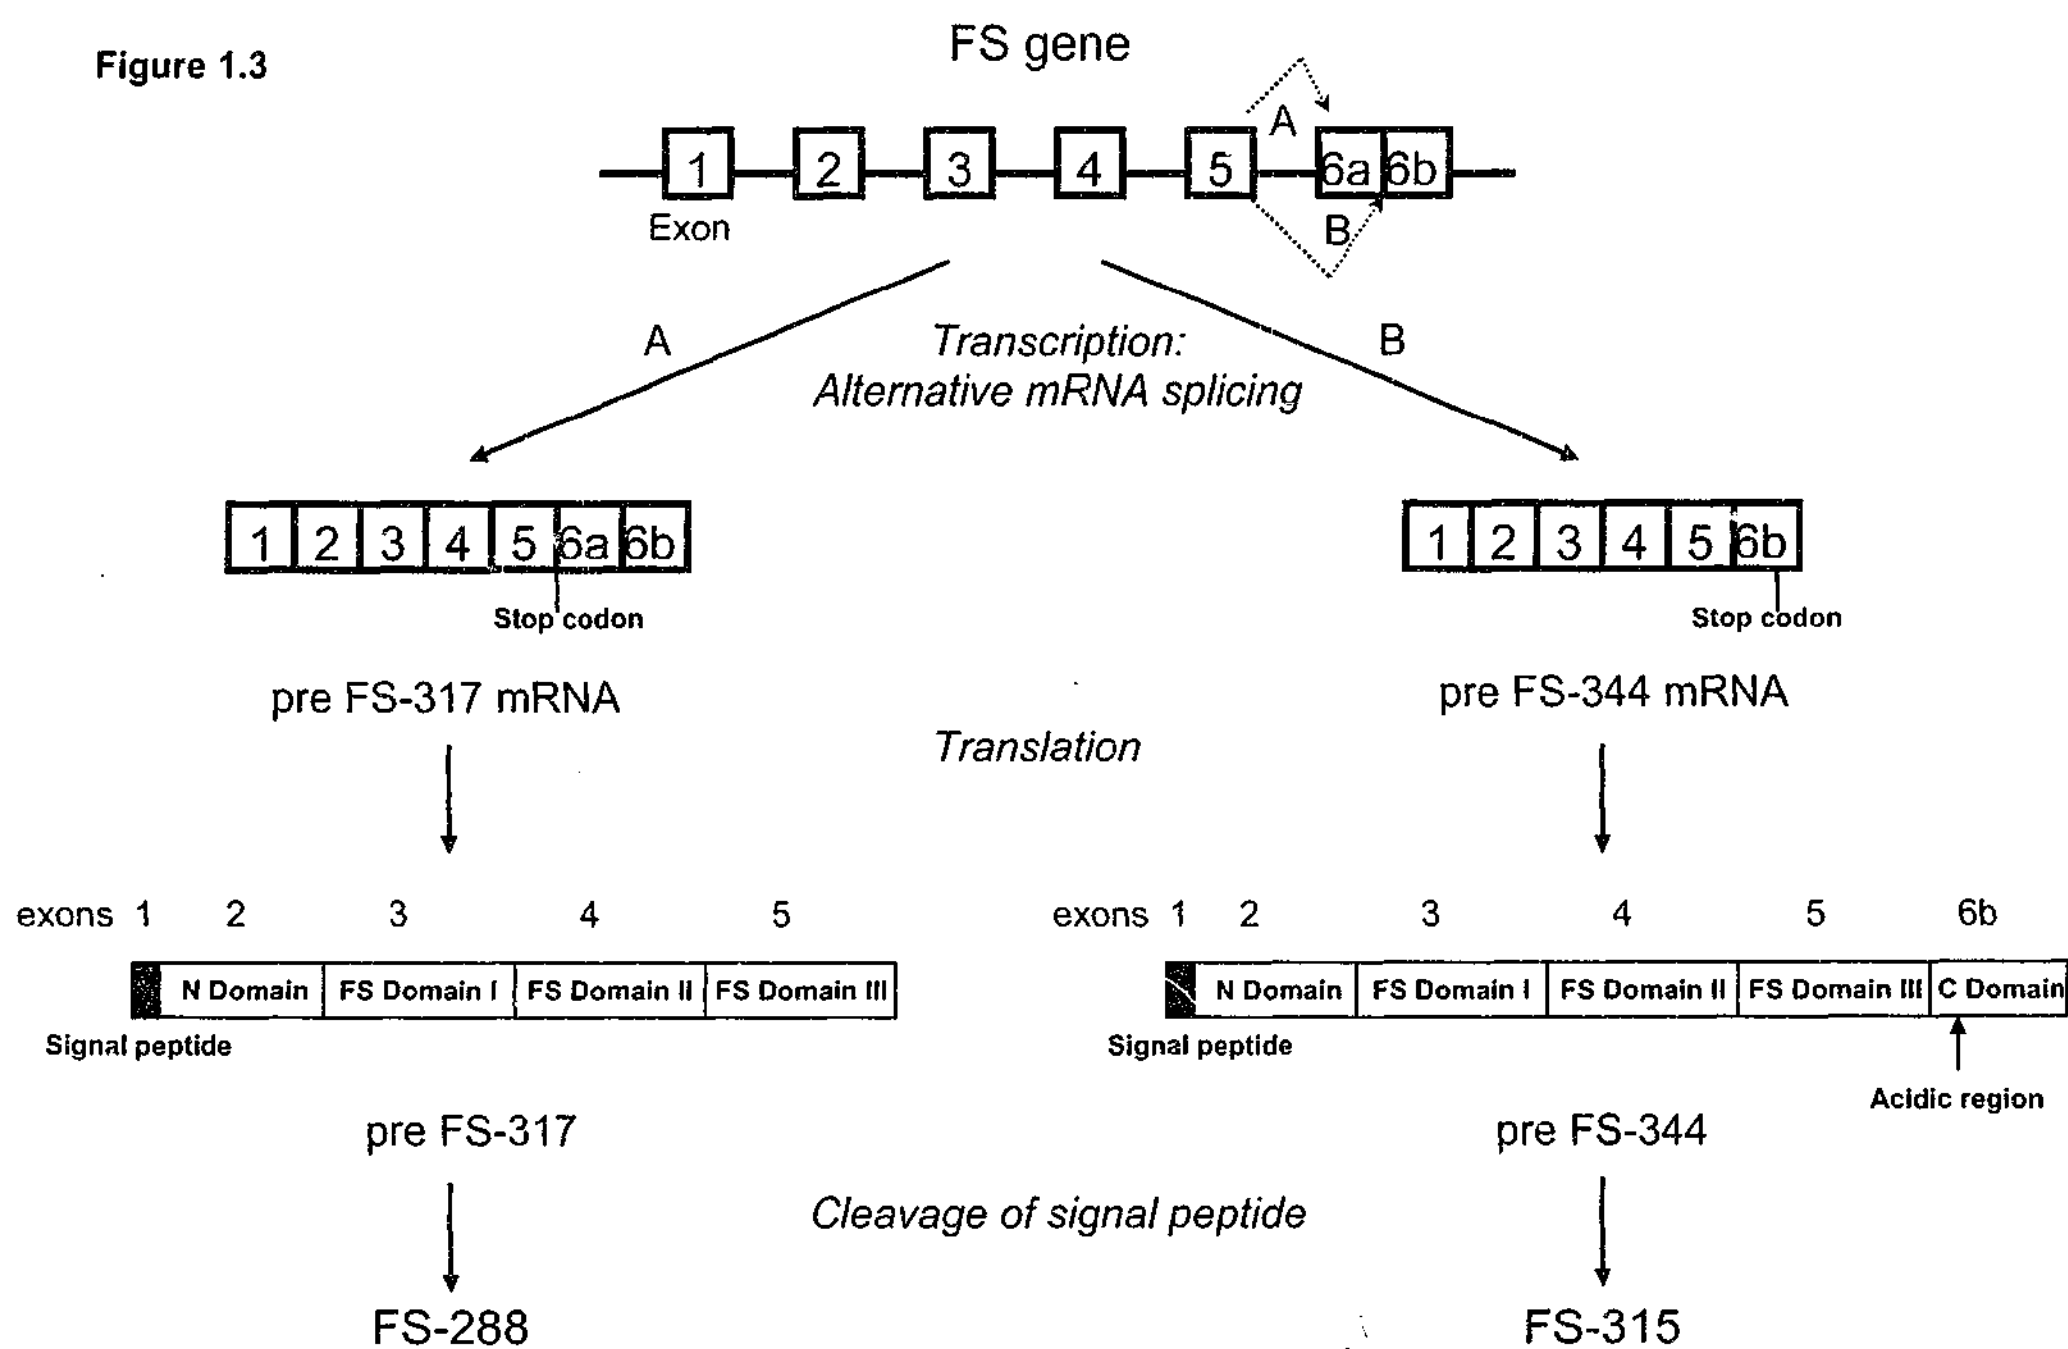 Figure 1.3
FS gene
A
1 2 3 4 5 6a 6b
Exon
B
A
Transcription:
B
Alternative mRNA splicing
1 2 3 4 5 6a 6b
1 2 3 4 5 6b
Stop codon
Stop codon
pre FS-317 mRNA
pre FS-344 mRNA
Translation
exons 1 2 3 4 5
exons 1 2 3 4 5 6b
N Domain FS Domain I FS Domain II FS Domain III
N Domain FS Domain I FS Domain II FS Domain III C Domain
Signal peptide
Signal peptide
Acidic region
pre FS-317
pre FS-344
Cleavage of signal peptide
FS-288
FS-315